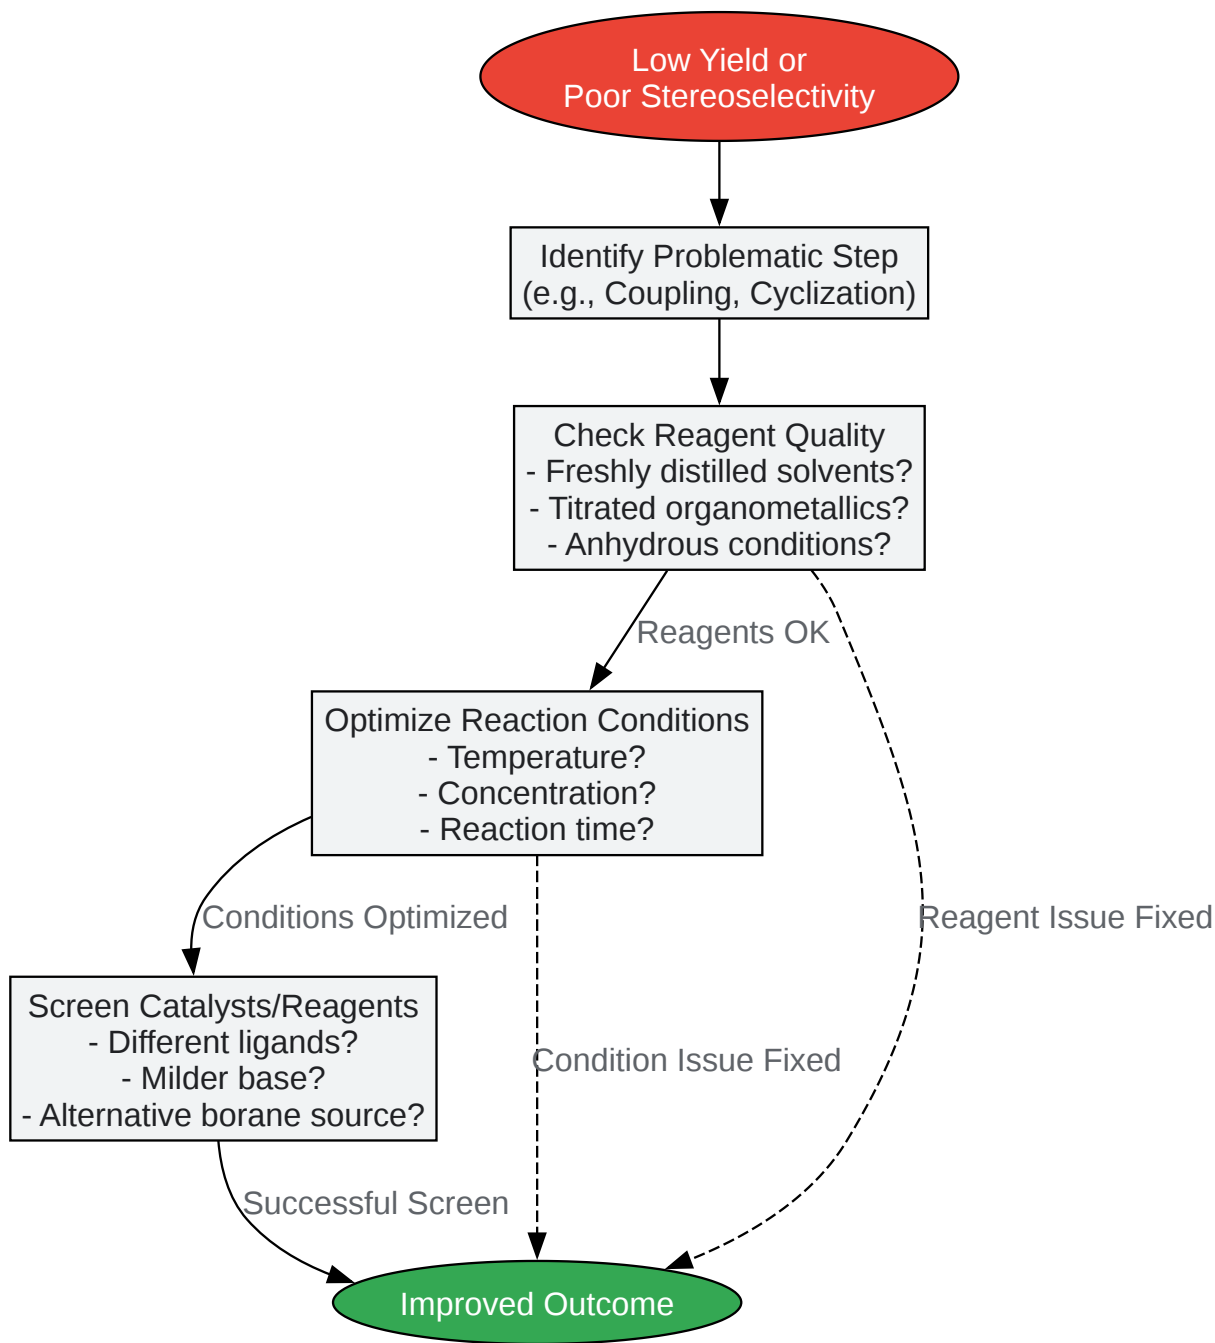 Low Yield or
Poor Stereoselectivity
Identify Problematic Step
(e.g., Coupling, Cyclization)
Check Reagent Quality
- Freshly distilled solvents?
- Titrated organometallics?
- Anhydrous conditions?
Reagents OK
Optimize Reaction Conditions
- Temperature?
- Concentration?
- Reaction time?
Conditions Optimized
Reagent Issue Fixed
Screen Catalysts/Reagents
- Different ligands?
- Milder base?
- Alternative borane source?
Condition Issue Fixed
Successful Screen
Improved Outcome